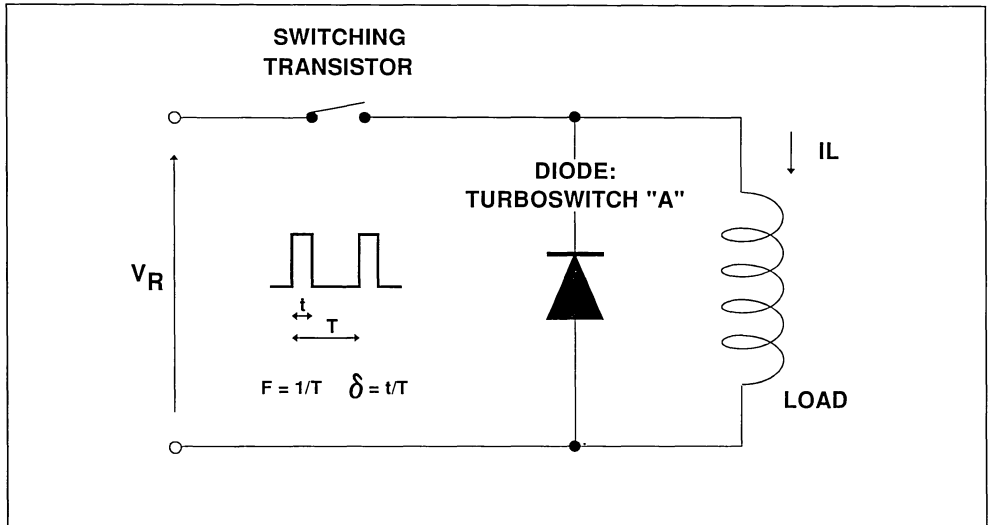 SWITCHING
TRANSISTOR
IL
DIODE:
TURBOSWITCH "A"
VR
t
T
F = 1/T δ = t/T
LOAD